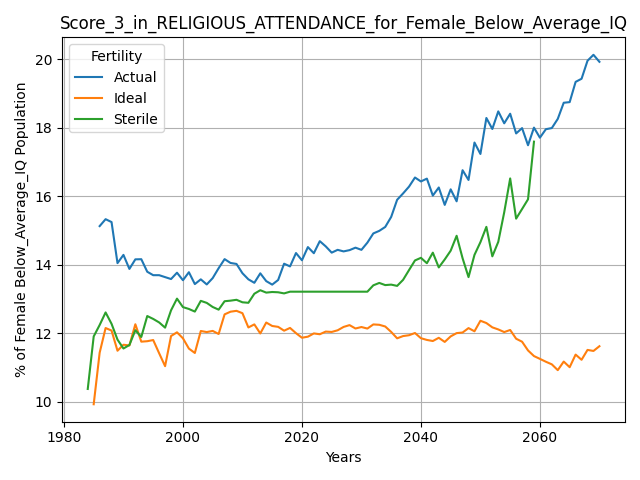 Score_3_in_RELIGIOUS_ATTENDANCE_for_Female_Below_Average_IQ
Fertility
Actual
Ideal
Sterile
% of Female Below_Average_IQ Population
20
18
16
14
12
10
1980
2000
2020
2040
2060
Years